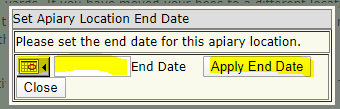 Set Apiary Location End Date
Please set the end date for this apiary location.
End Date Apply End Date
Close